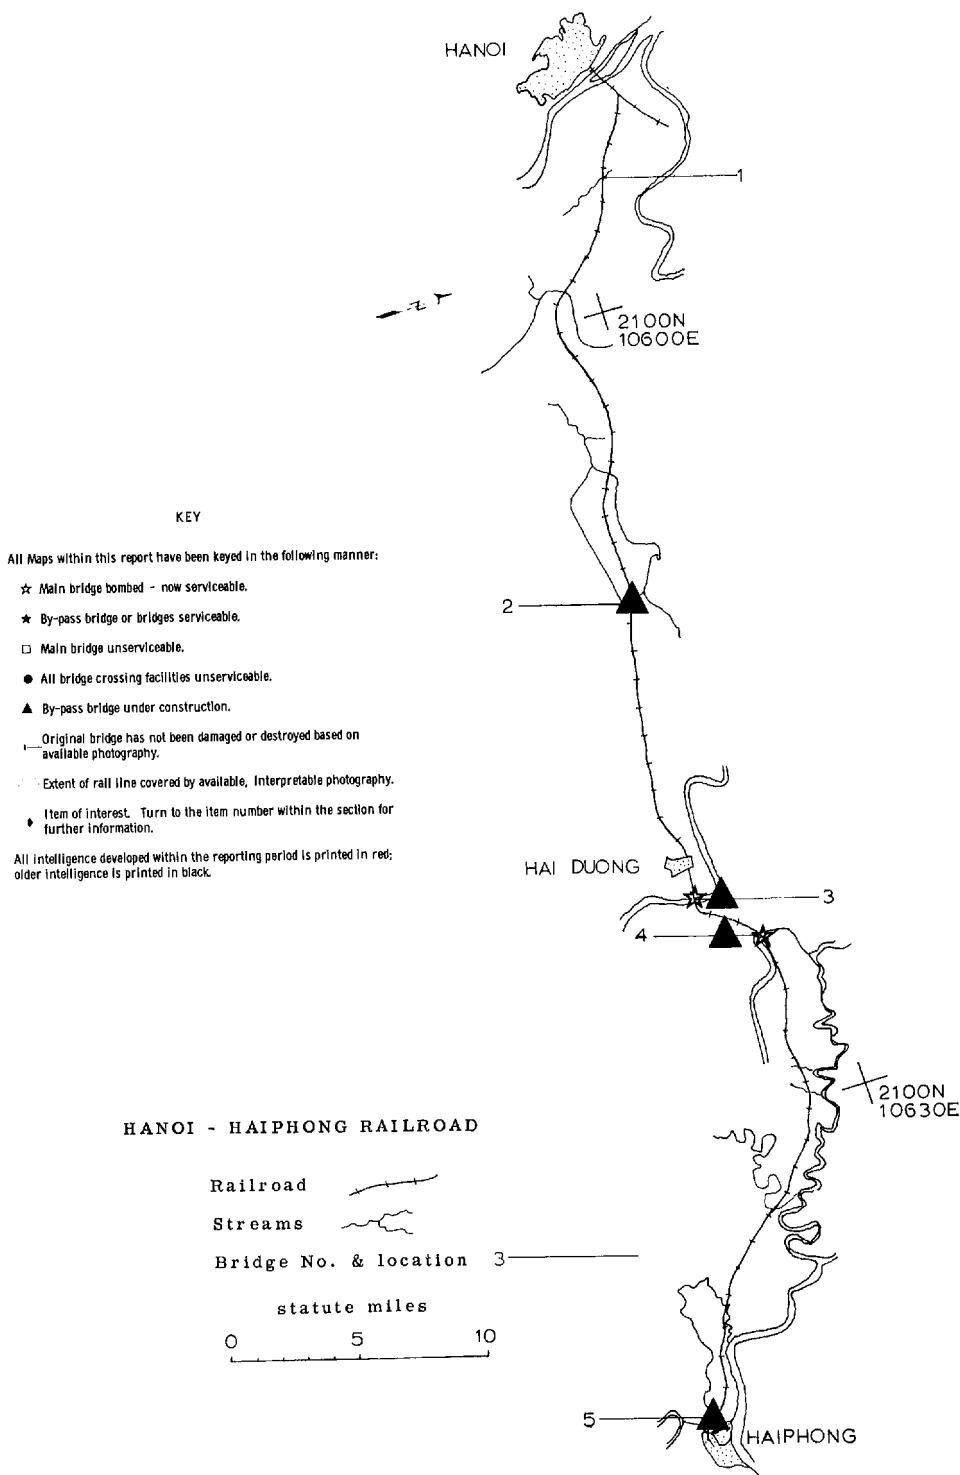 HANOI
1
N
2100N
10600E
KEY
All Maps within this report have been keyed in the following manner:
Main bridge bombed - now serviceable.
By-pass bridge or bridges serviceable.
Main bridge unserviceable.
All bridge crossing facilities unserviceable.
By-pass bridge under construction.
Original bridge has not been damaged or destroyed based on
available photography.
Extent of rail line covered by available, Interpretable photography.
Item of interest. Turn to the item number within the section for
further information.
All intelligence developed within the reporting period is printed in red;
older intelligence is printed in black.
2
HAI DUONG
3
4
2100N
10630E
HANOI - HAIPHONG RAILROAD
Railroad
Streams
Bridge No. & location 3
statute miles
0 5 10
5
HAIPHONG